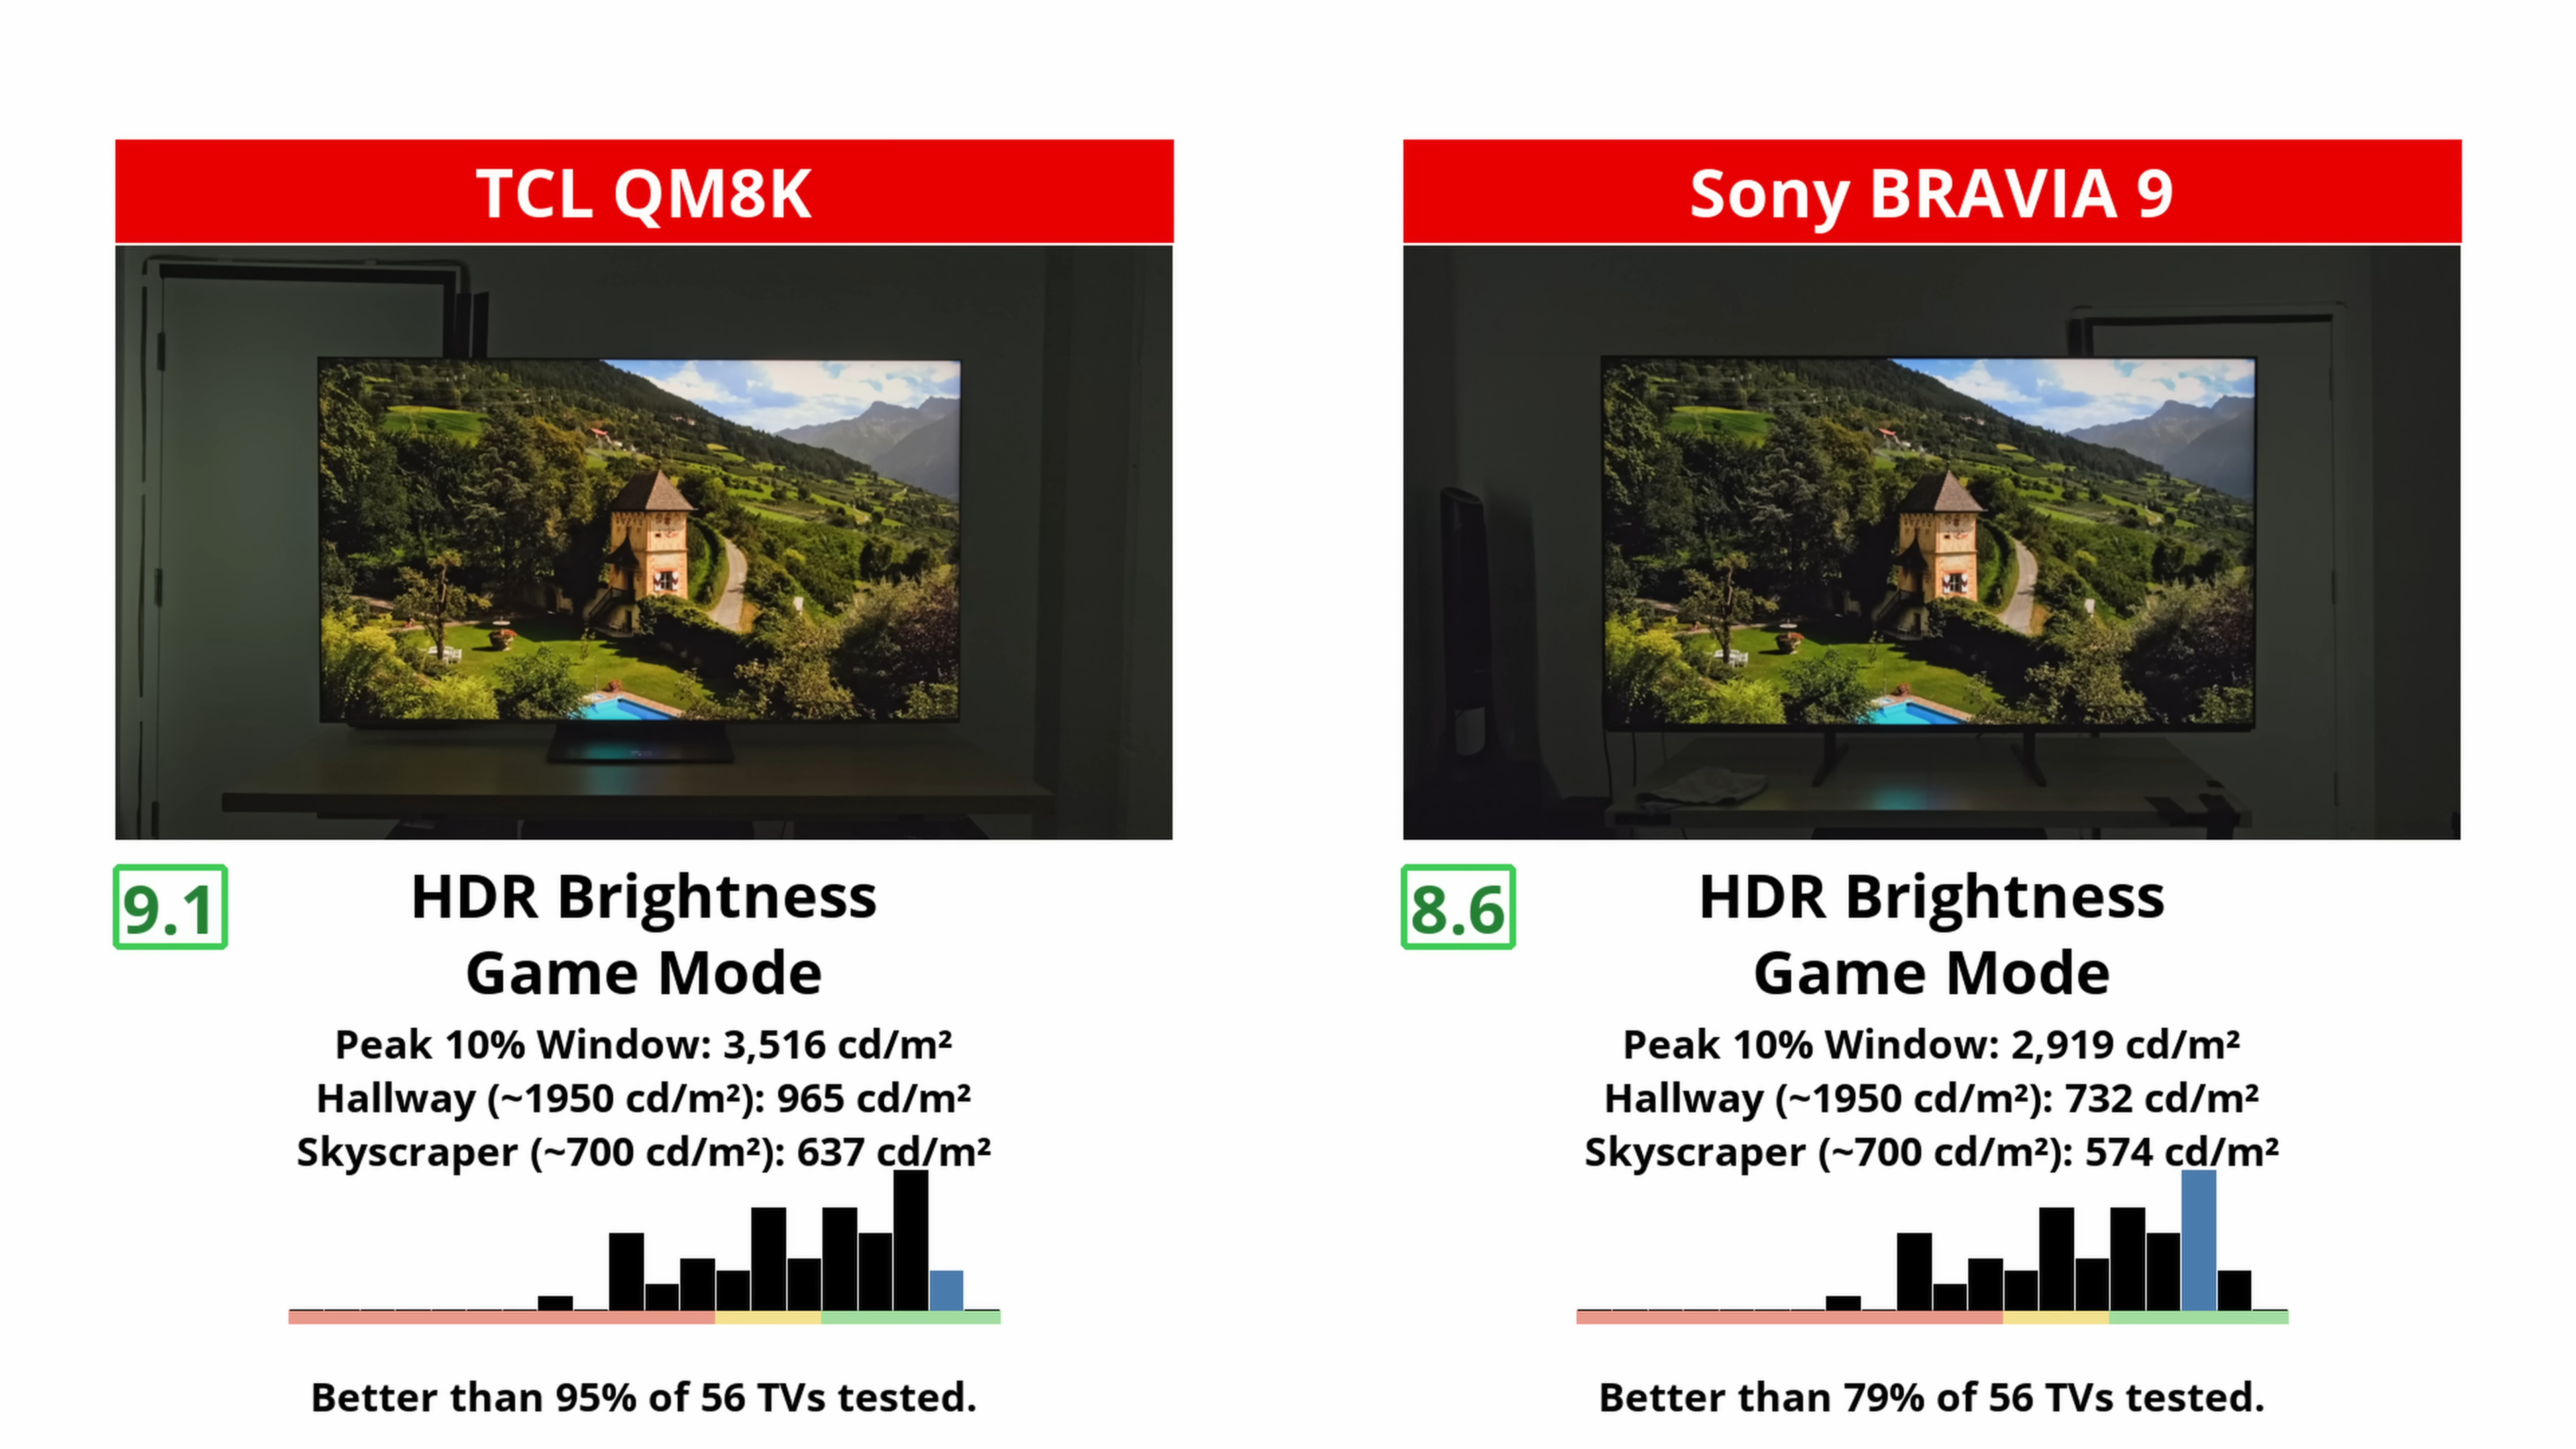 TCL QM8K
9.1
HDR Brightness
Game Mode
Peak 10% Window: 3,516 cd/m²
Hallway (~1950 cd/m²): 965 cd/m²
Skyscraper (~700 cd/m²): 637 cd/m²
Better than 95% of 56 TVs tested.
Sony BRAVIA 9
8.6
HDR Brightness
Game Mode
Peak 10% Window: 2,919 cd/m²
Hallway (~1950 cd/m²): 732 cd/m²
Skyscraper (~700 cd/m²): 574 cd/m²
Better than 79% of 56 TVs tested.